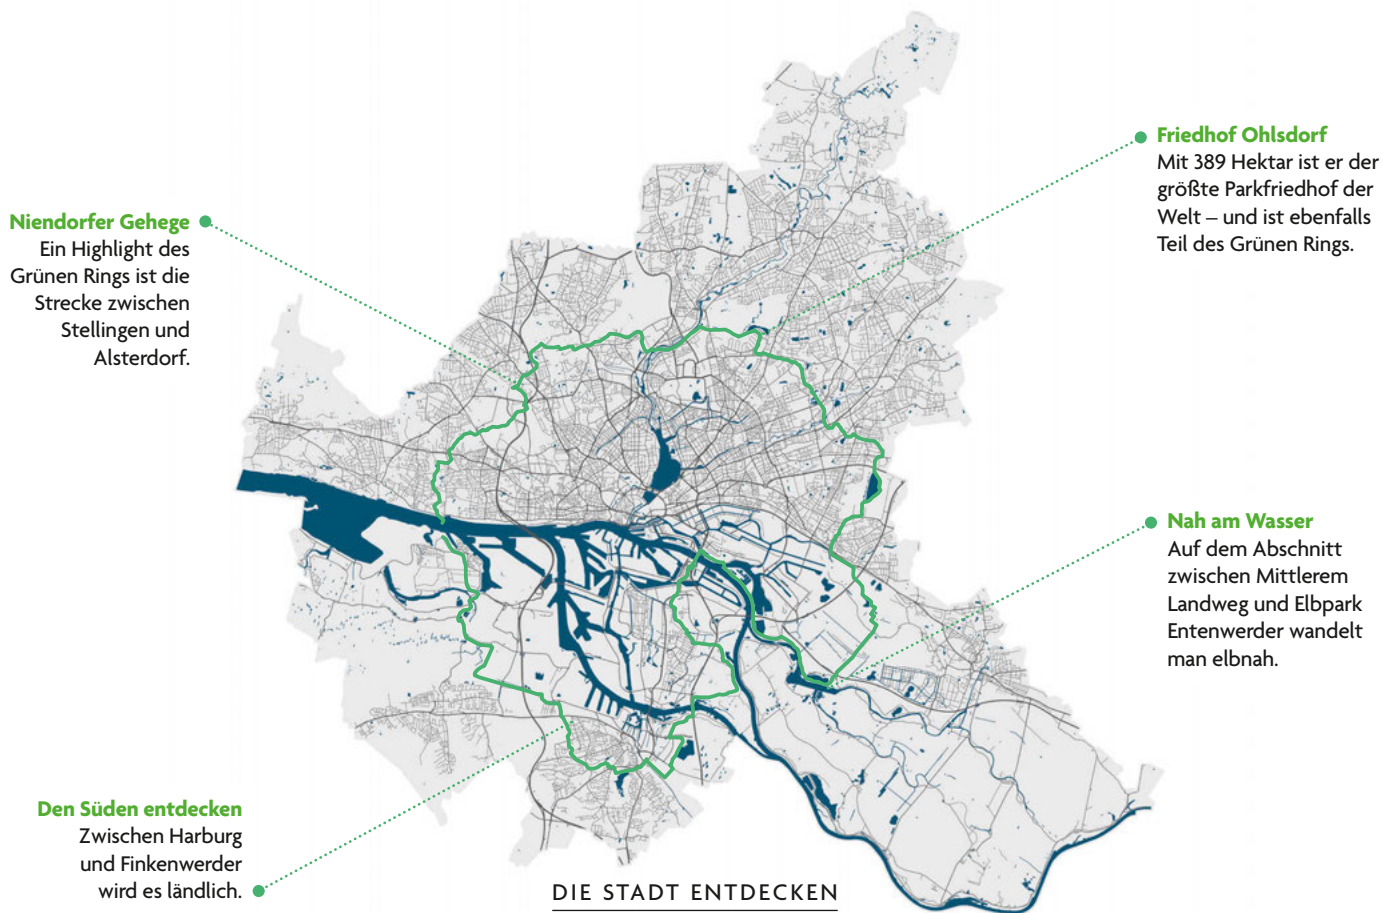 Friedhof Ohlsdorf
Mit 389 Hektar ist er der
größte Parkfriedhof der
Welt – und ist ebenfalls
Teil des Grünen Rings.
Niendorfer Gehege
Ein Highlight des
Grünen Rings ist die
Strecke zwischen
Stellingen und
Alsterdorf.
Nah am Wasser
Auf dem Abschnitt
zwischen Mittlerem
Landweg und Elbpark
Entenwerder wandelt
man elbnah.
Den Süden entdecken
Zwischen Harburg
und Finkenwerder
wird es ländlich.
DIE STADT ENTDECKEN